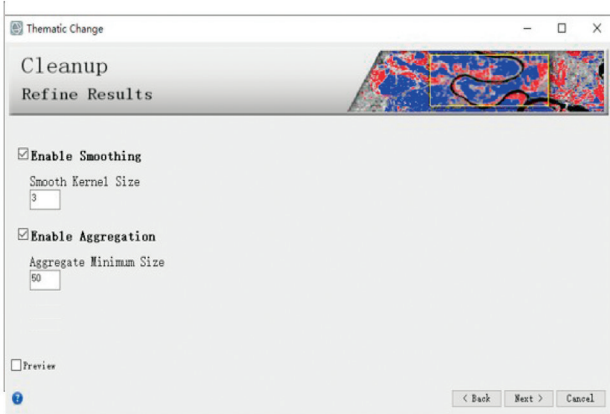 Thematic Change
Cleanup
Refine Results
Enable Smoothing
Smooth Kernel Size
3
Enable Aggregation
Aggregate Minimum Size
50
Preview
?
< Back Next > Cancel